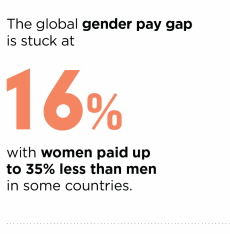 The global gender pay gap
is stuck at
16%
with women paid up
to 35% less than men
in some countries.